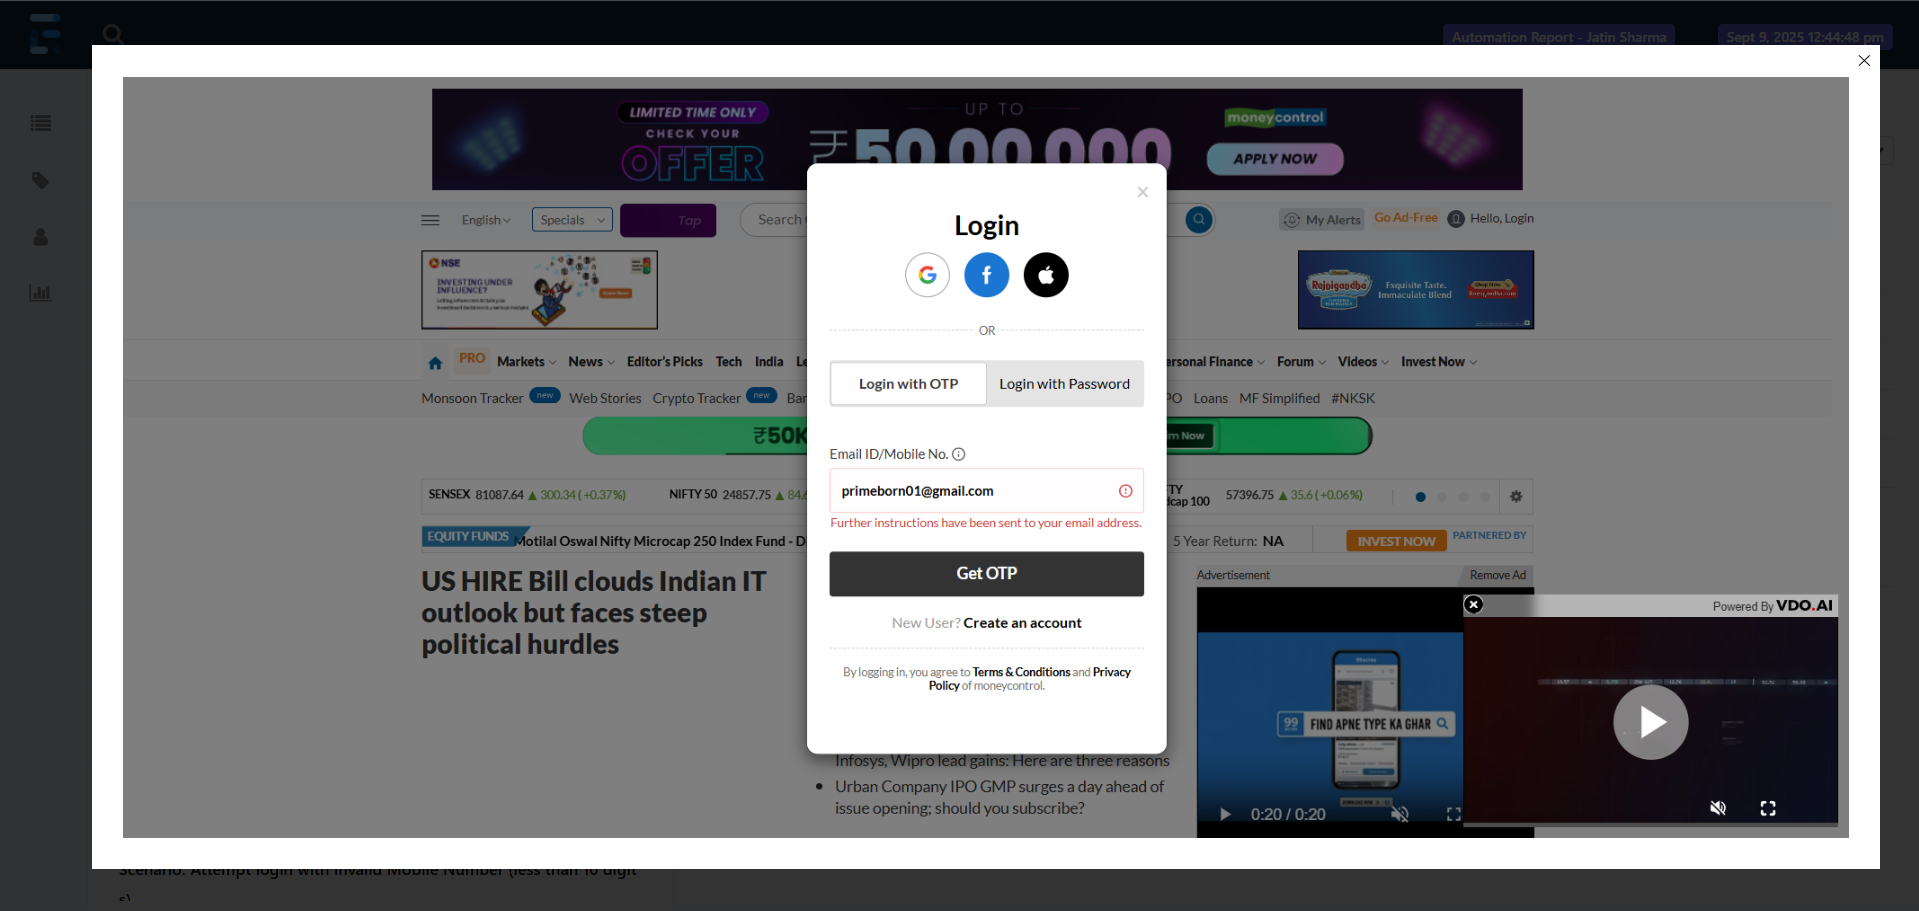 Automation Report - Jatin Sharma
Sept 9, 2025 12:44:48 pm
LIMITED TIME ONLY
CHECK YOUR
OFFER
UP TO
₹50,00,000
moneycontrol
APPLY NOW
English
Specials
Tap
Search
My Alerts
Go Ad-Free
Hello, Login
NSE
INVESTING UNDER
INFLUENCE?
Rajnigandha
Exquisite Taste.
Immaculate Blend
PRO Markets News Editor's Picks Tech India Le
ersonal Finance Forum Videos Invest Now
Monsoon Tracker new Web Stories Crypto Tracker new Bar
PO Loans MF Simplified #NKSK
₹50K
m Now
SENSEX 81087.64 ▲ 300.34 (+0.37%) NIFTY 50 24857.75 ▲ 84.6
TY
dcap 100 57396.75 ▲ 35.6 (+0.06%)
EQUITY FUNDS
Motilal Oswal Nifty Microcap 250 Index Fund - D
5 Year Return: NA
INVEST NOW
PARTNERED BY
US HIRE Bill clouds Indian IT
outlook but faces steep
political hurdles
Login
OR
Login with OTP
Login with Password
Email ID/Mobile No.
primeborn01@gmail.com
Further instructions have been sent to your email address.
Get OTP
New User? Create an account
By logging in, you agree to Terms & Conditions and Privacy
Policy of moneycontrol.
Infosys, Wipro lead gains: Here are three reasons
Urban Company IPO GMP surges a day ahead of
issue opening; should you subscribe?
Advertisement
Remove Ad
99 FIND APNE TYPE KA GHAR
0:20 / 0:20
Powered By VDO.AI
Scenario: Attempt login with Invalid Mobile Number (less than 10 digit
s)